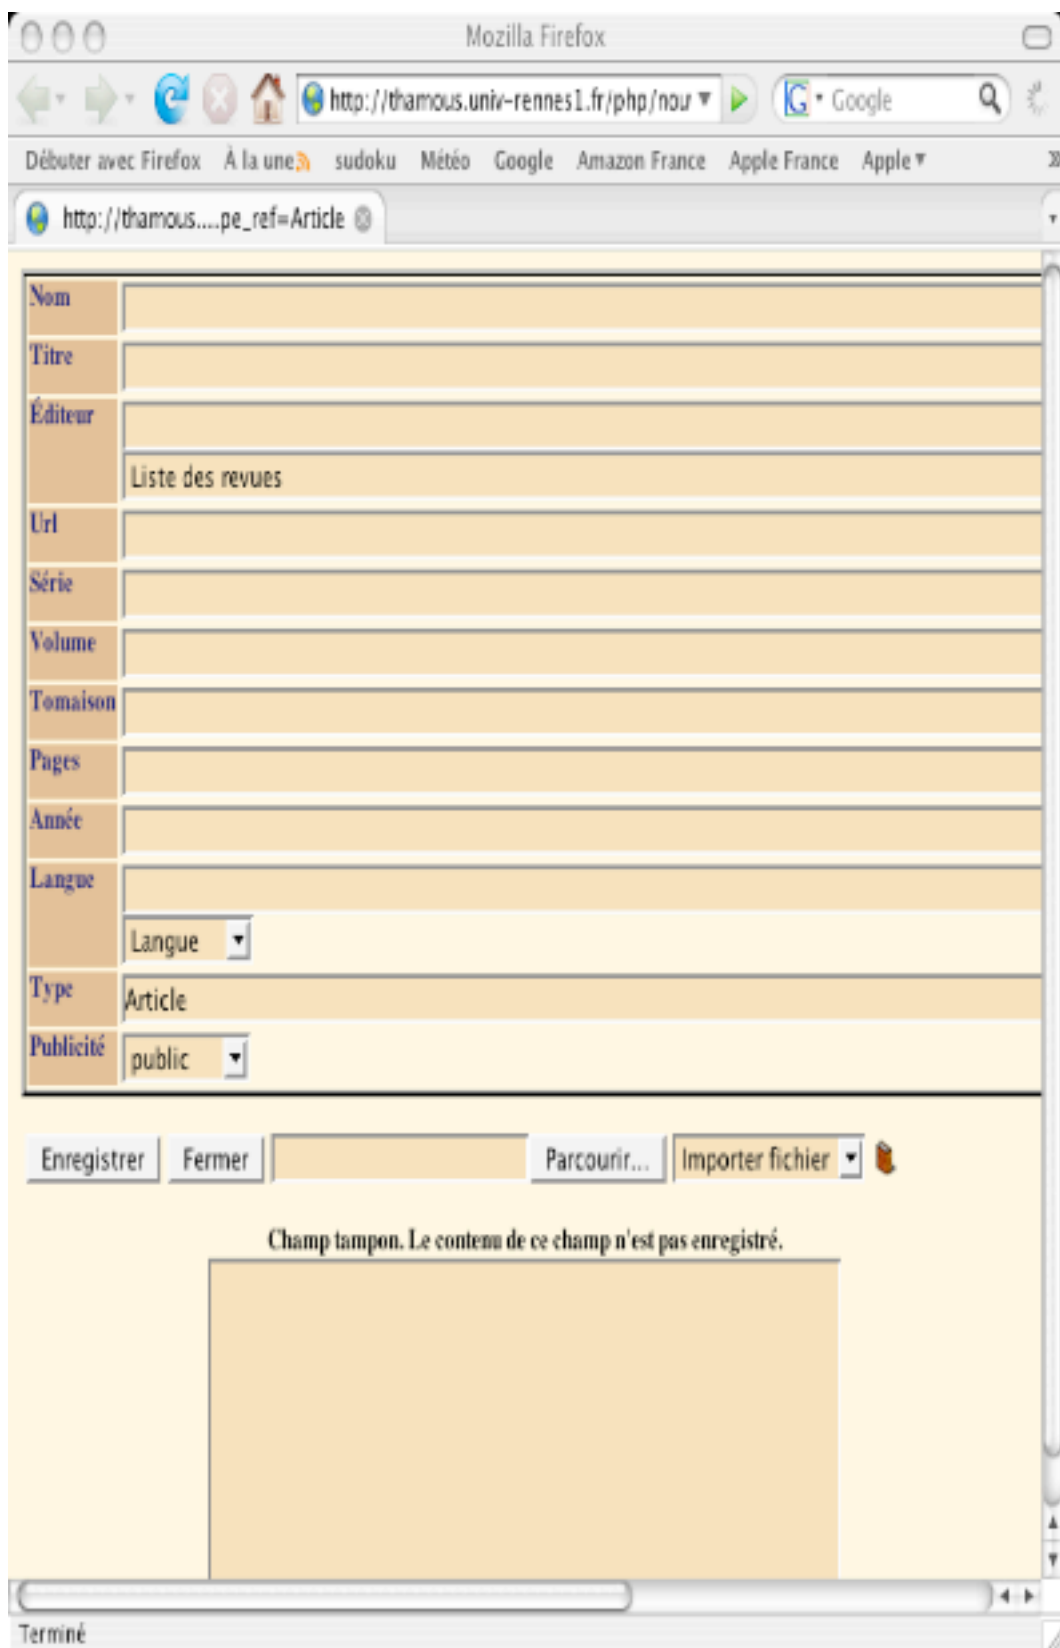 Mozilla Firefox
http://thamous.univ-rennes1.fr/php/nou
G Google
Débuter avec Firefox À la une sudoku Météo Google Amazon France Apple France Apple
http://thamous.....pe_ref=Article
Nom
Titre
Éditeur
Liste des revues
Url
Série
Volume
Tomaison
Pages
Année
Langue
Langue
Type Article
Publicité public
Enregistrer Fermer Parcourir... Importer fichier
Champ tampon. Le contenu de ce champ n'est pas enregistré.
Terminé